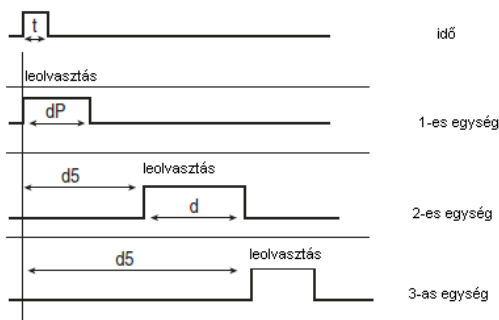 t
idő
leolvasztás
dP
1-es egység
leolvasztás
d5
d
2-es egység
leolvasztás
d5
3-as egység